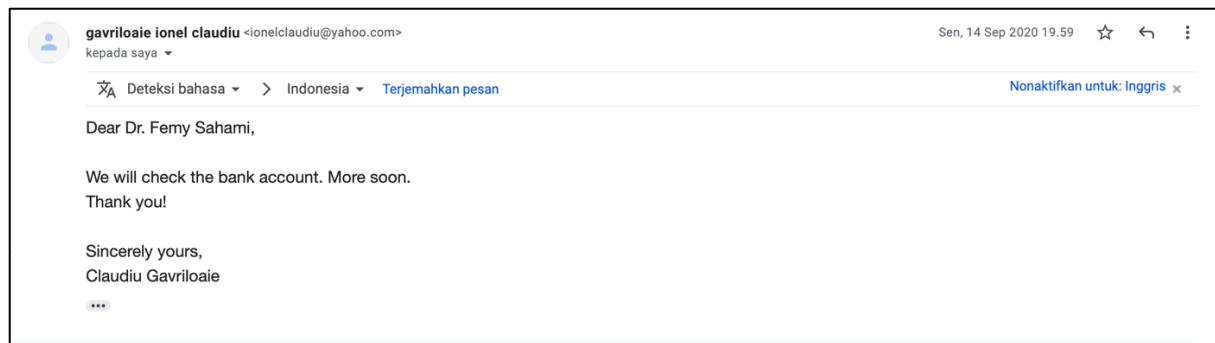 gavriloaie ionel claudiu <ionelclaudiu@yahoo.com> Sen, 14 Sep 2020 19.59
kepada saya
Deteksi bahasa > Indonesia Terjemahkan pesan Nonaktifkan untuk: Inggris ×
Dear Dr. Femy Sahami,
We will check the bank account. More soon.
Thank you!
Sincerely yours,
Claudiu Gavriloaie